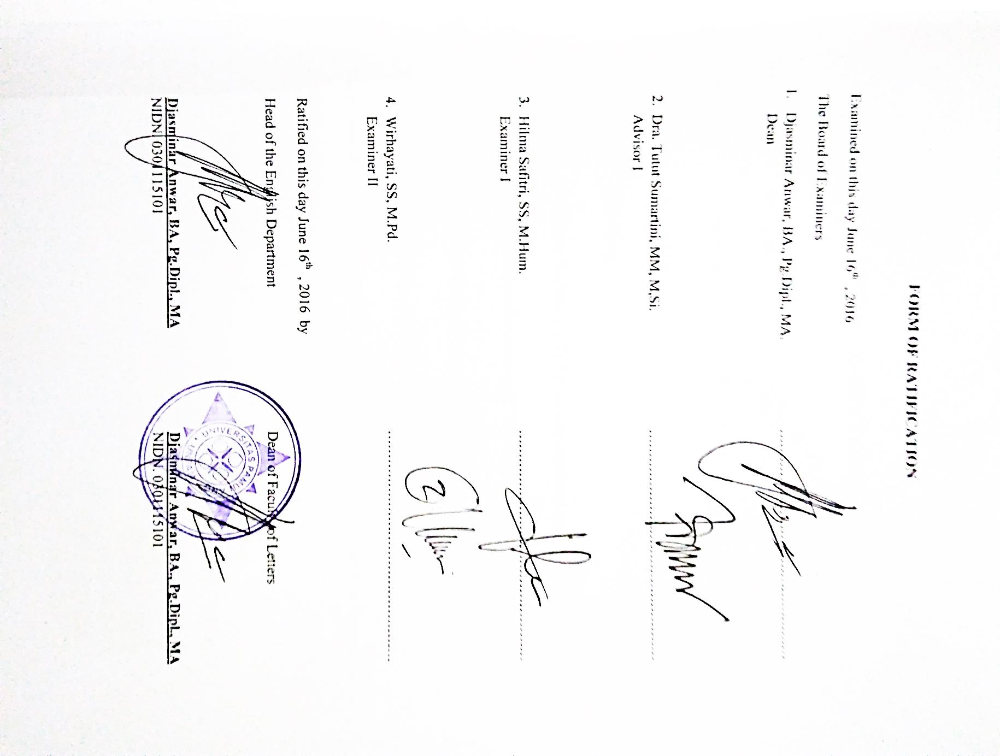 FORM OF RATIFICATION
Examined on this day June 16th , 2016
The Board of Examiners
1. Djasminar Anwar, BA., Pg.Dipl., MA.
Dean
2. Dra. Tutut Sumartini, MM, M,Si.
Advisor I
3. Hilma Safitri, SS, M.Hum.
Examiner I
4. Wirhayati, SS, M.Pd.
Examiner II
Ratified on this day June 16th , 2016 by
Head of the English Department
Dean of Faculty of Letters
UNIVERSITAS PAMU
Djasminar Anwar, BA, Pg.Dipl., MA
Djasminar Anwar, BA., Pg.Dipl., MA
NIDN. 0301115101
NIDN. 0301115101